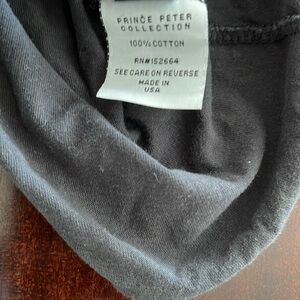 PRINCE PETER
COLLECTION
100% COTTON
RN#152664
SEE CARE ON REVERSE
MADE IN
USA